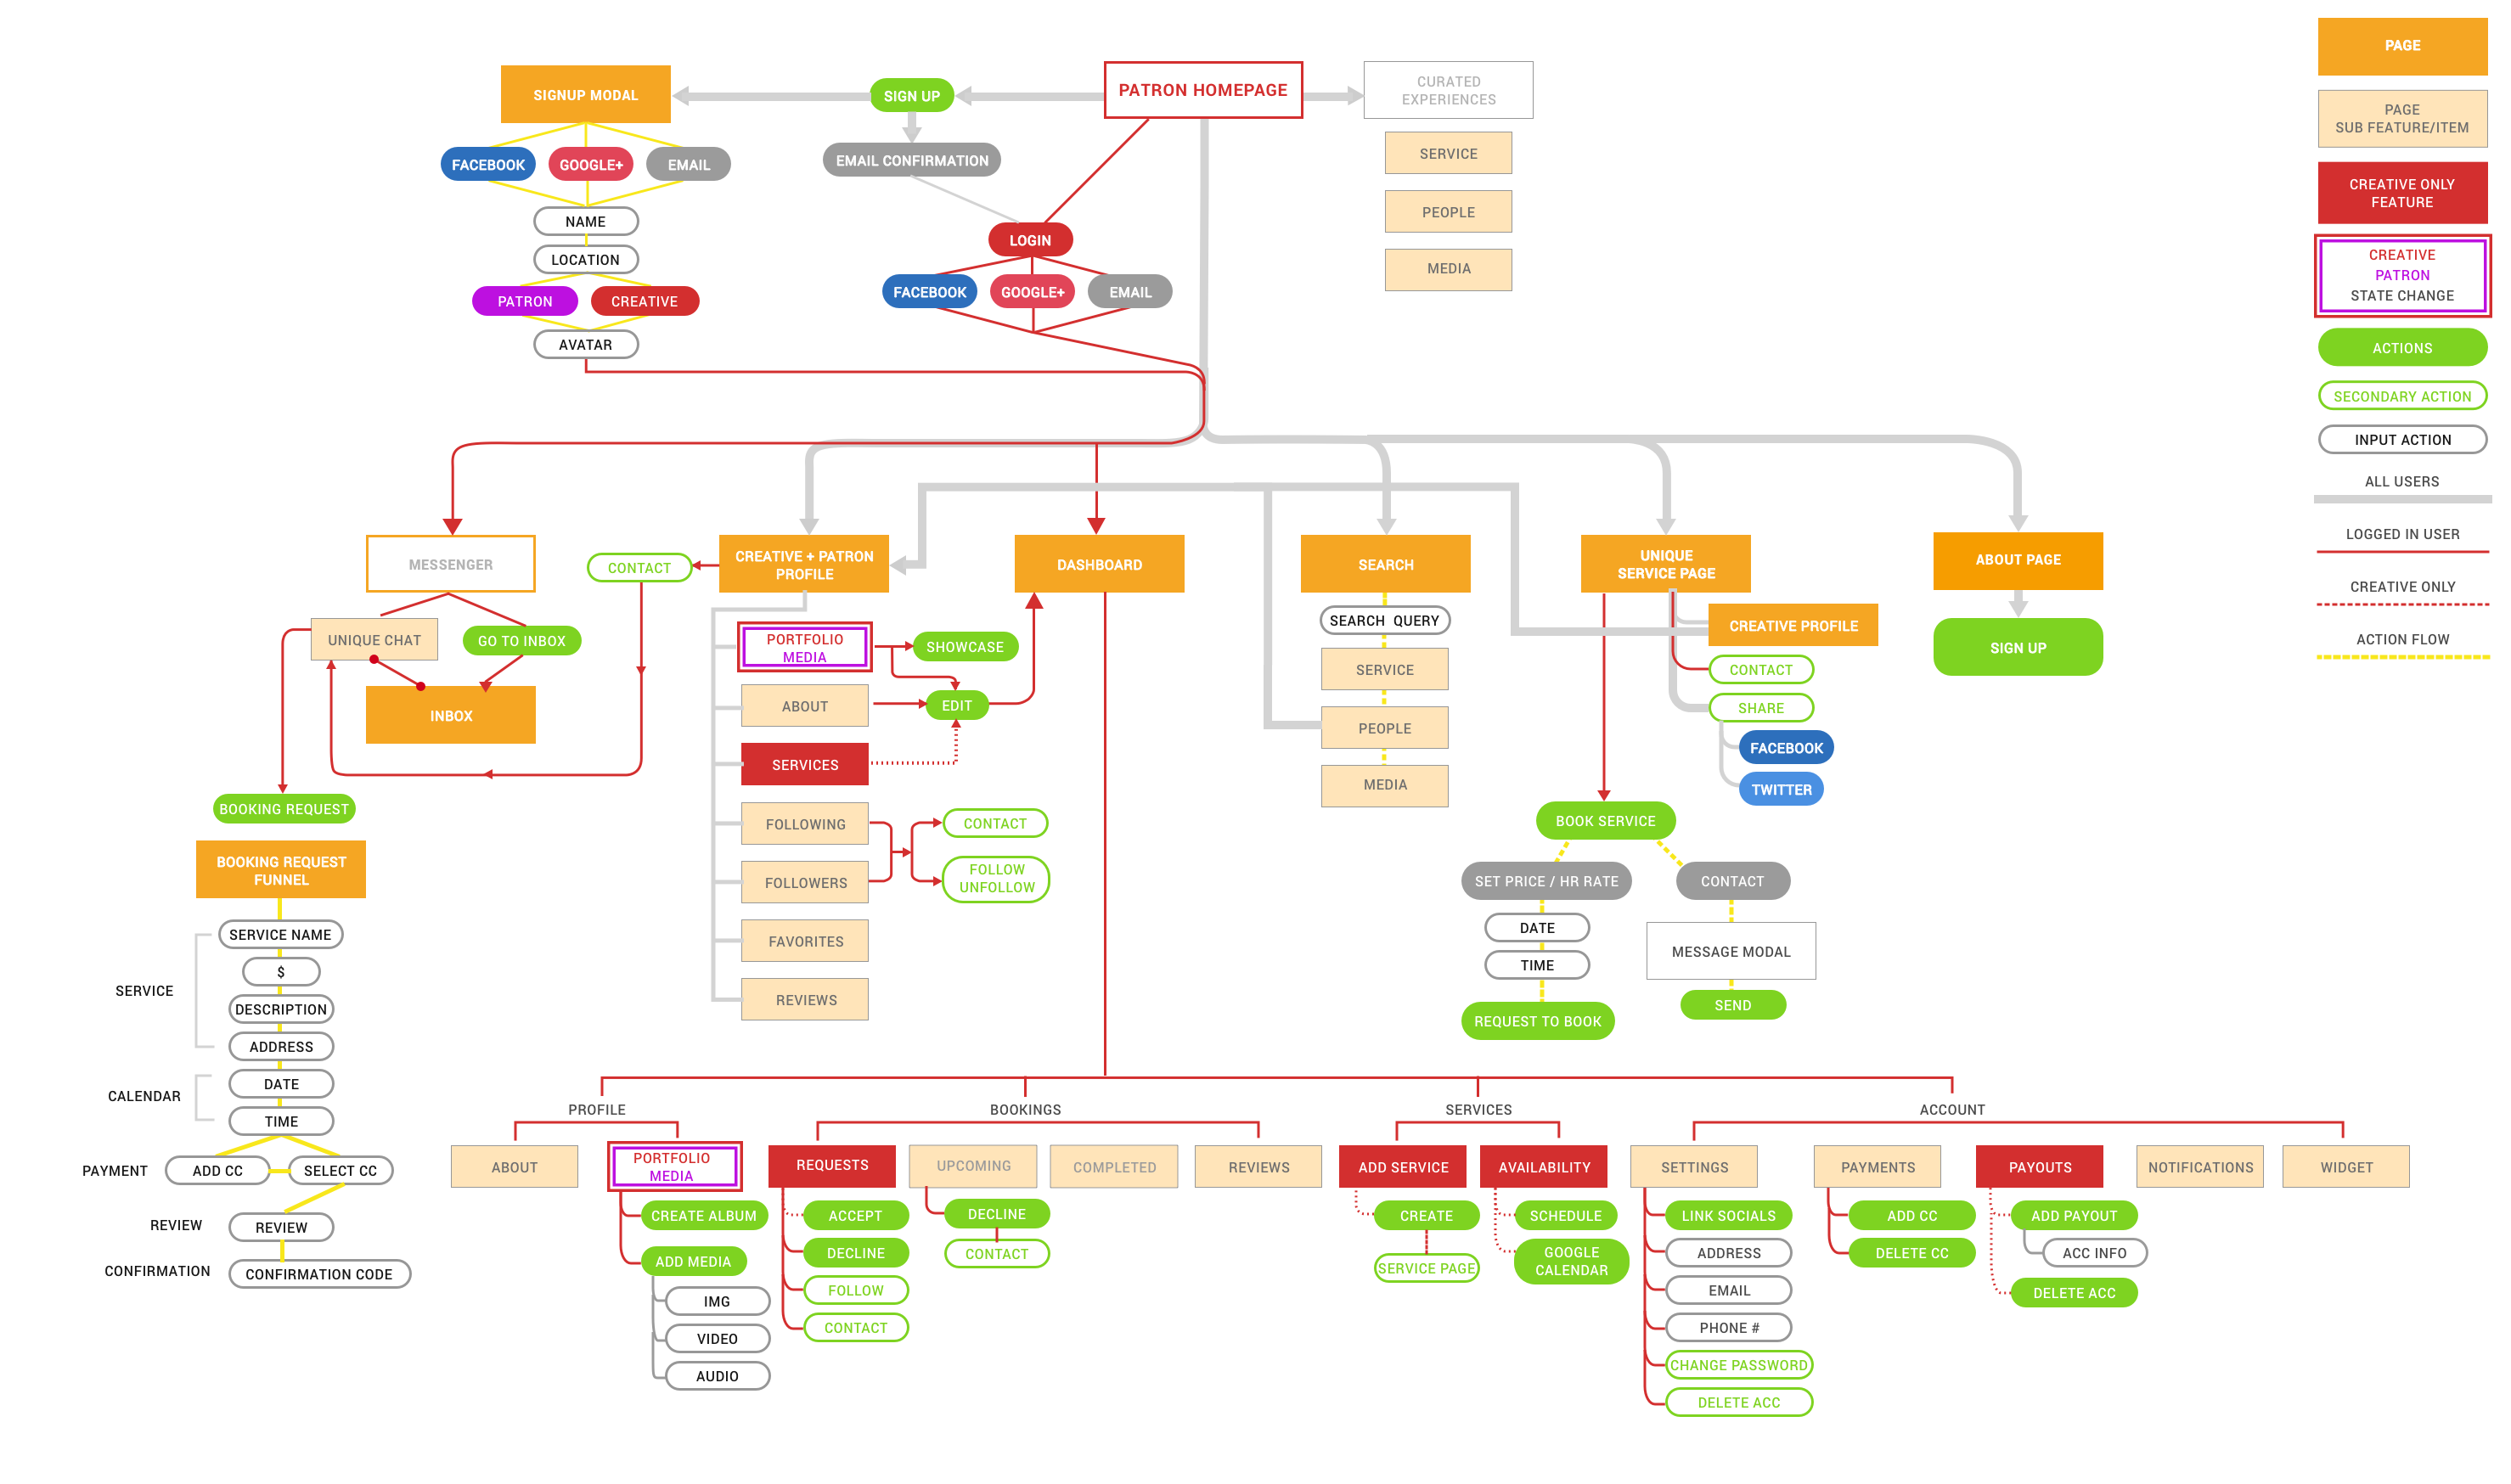 PATRON HOMEPAGE
SIGN UP
SIGNUP MODAL
FACEBOOK
GOOGLE+
EMAIL
NAME
LOCATION
PATRON
CREATIVE
AVATAR
EMAIL CONFIRMATION
LOGIN
FACEBOOK
GOOGLE+
EMAIL
CURATED
EXPERIENCES
SERVICE
PEOPLE
MEDIA
PAGE
PAGE
SUB FEATURE/ITEM
CREATIVE ONLY
FEATURE
CREATIVE
PATRON
STATE CHANGE
ACTIONS
SECONDARY ACTION
INPUT ACTION
ALL USERS
LOGGED IN USER
CREATIVE ONLY
ACTION FLOW
MESSENGER
UNIQUE CHAT
GO TO INBOX
INBOX
BOOKING REQUEST
BOOKING REQUEST
FUNNEL
SERVICE
SERVICE NAME
$
DESCRIPTION
ADDRESS
CALENDAR
DATE
TIME
PAYMENT
ADD CC
SELECT CC
REVIEW
REVIEW
CONFIRMATION
CONFIRMATION CODE
CONTACT
CREATIVE + PATRON
PROFILE
PORTFOLIO
MEDIA
SHOWCASE
ABOUT
EDIT
SERVICES
FOLLOWING
FOLLOWERS
CONTACT
FOLLOW
UNFOLLOW
FAVORITES
REVIEWS
DASHBOARD
SEARCH
SEARCH QUERY
SERVICE
PEOPLE
MEDIA
UNIQUE
SERVICE PAGE
CREATIVE PROFILE
CONTACT
SHARE
FACEBOOK
TWITTER
BOOK SERVICE
SET PRICE / HR RATE
DATE
TIME
REQUEST TO BOOK
CONTACT
MESSAGE MODAL
SEND
ABOUT PAGE
SIGN UP
PROFILE
ABOUT
PORTFOLIO
MEDIA
CREATE ALBUM
ADD MEDIA
IMG
VIDEO
AUDIO
BOOKINGS
REQUESTS
ACCEPT
DECLINE
FOLLOW
CONTACT
UPCOMING
DECLINE
CONTACT
COMPLETED
REVIEWS
SERVICES
ADD SERVICE
CREATE
SERVICE PAGE
AVAILABILITY
SCHEDULE
GOOGLE
CALENDAR
ACCOUNT
SETTINGS
LINK SOCIALS
ADDRESS
EMAIL
PHONE #
CHANGE PASSWORD
DELETE ACC
PAYMENTS
ADD CC
DELETE CC
PAYOUTS
ADD PAYOUT
ACC INFO
DELETE ACC
NOTIFICATIONS
WIDGET